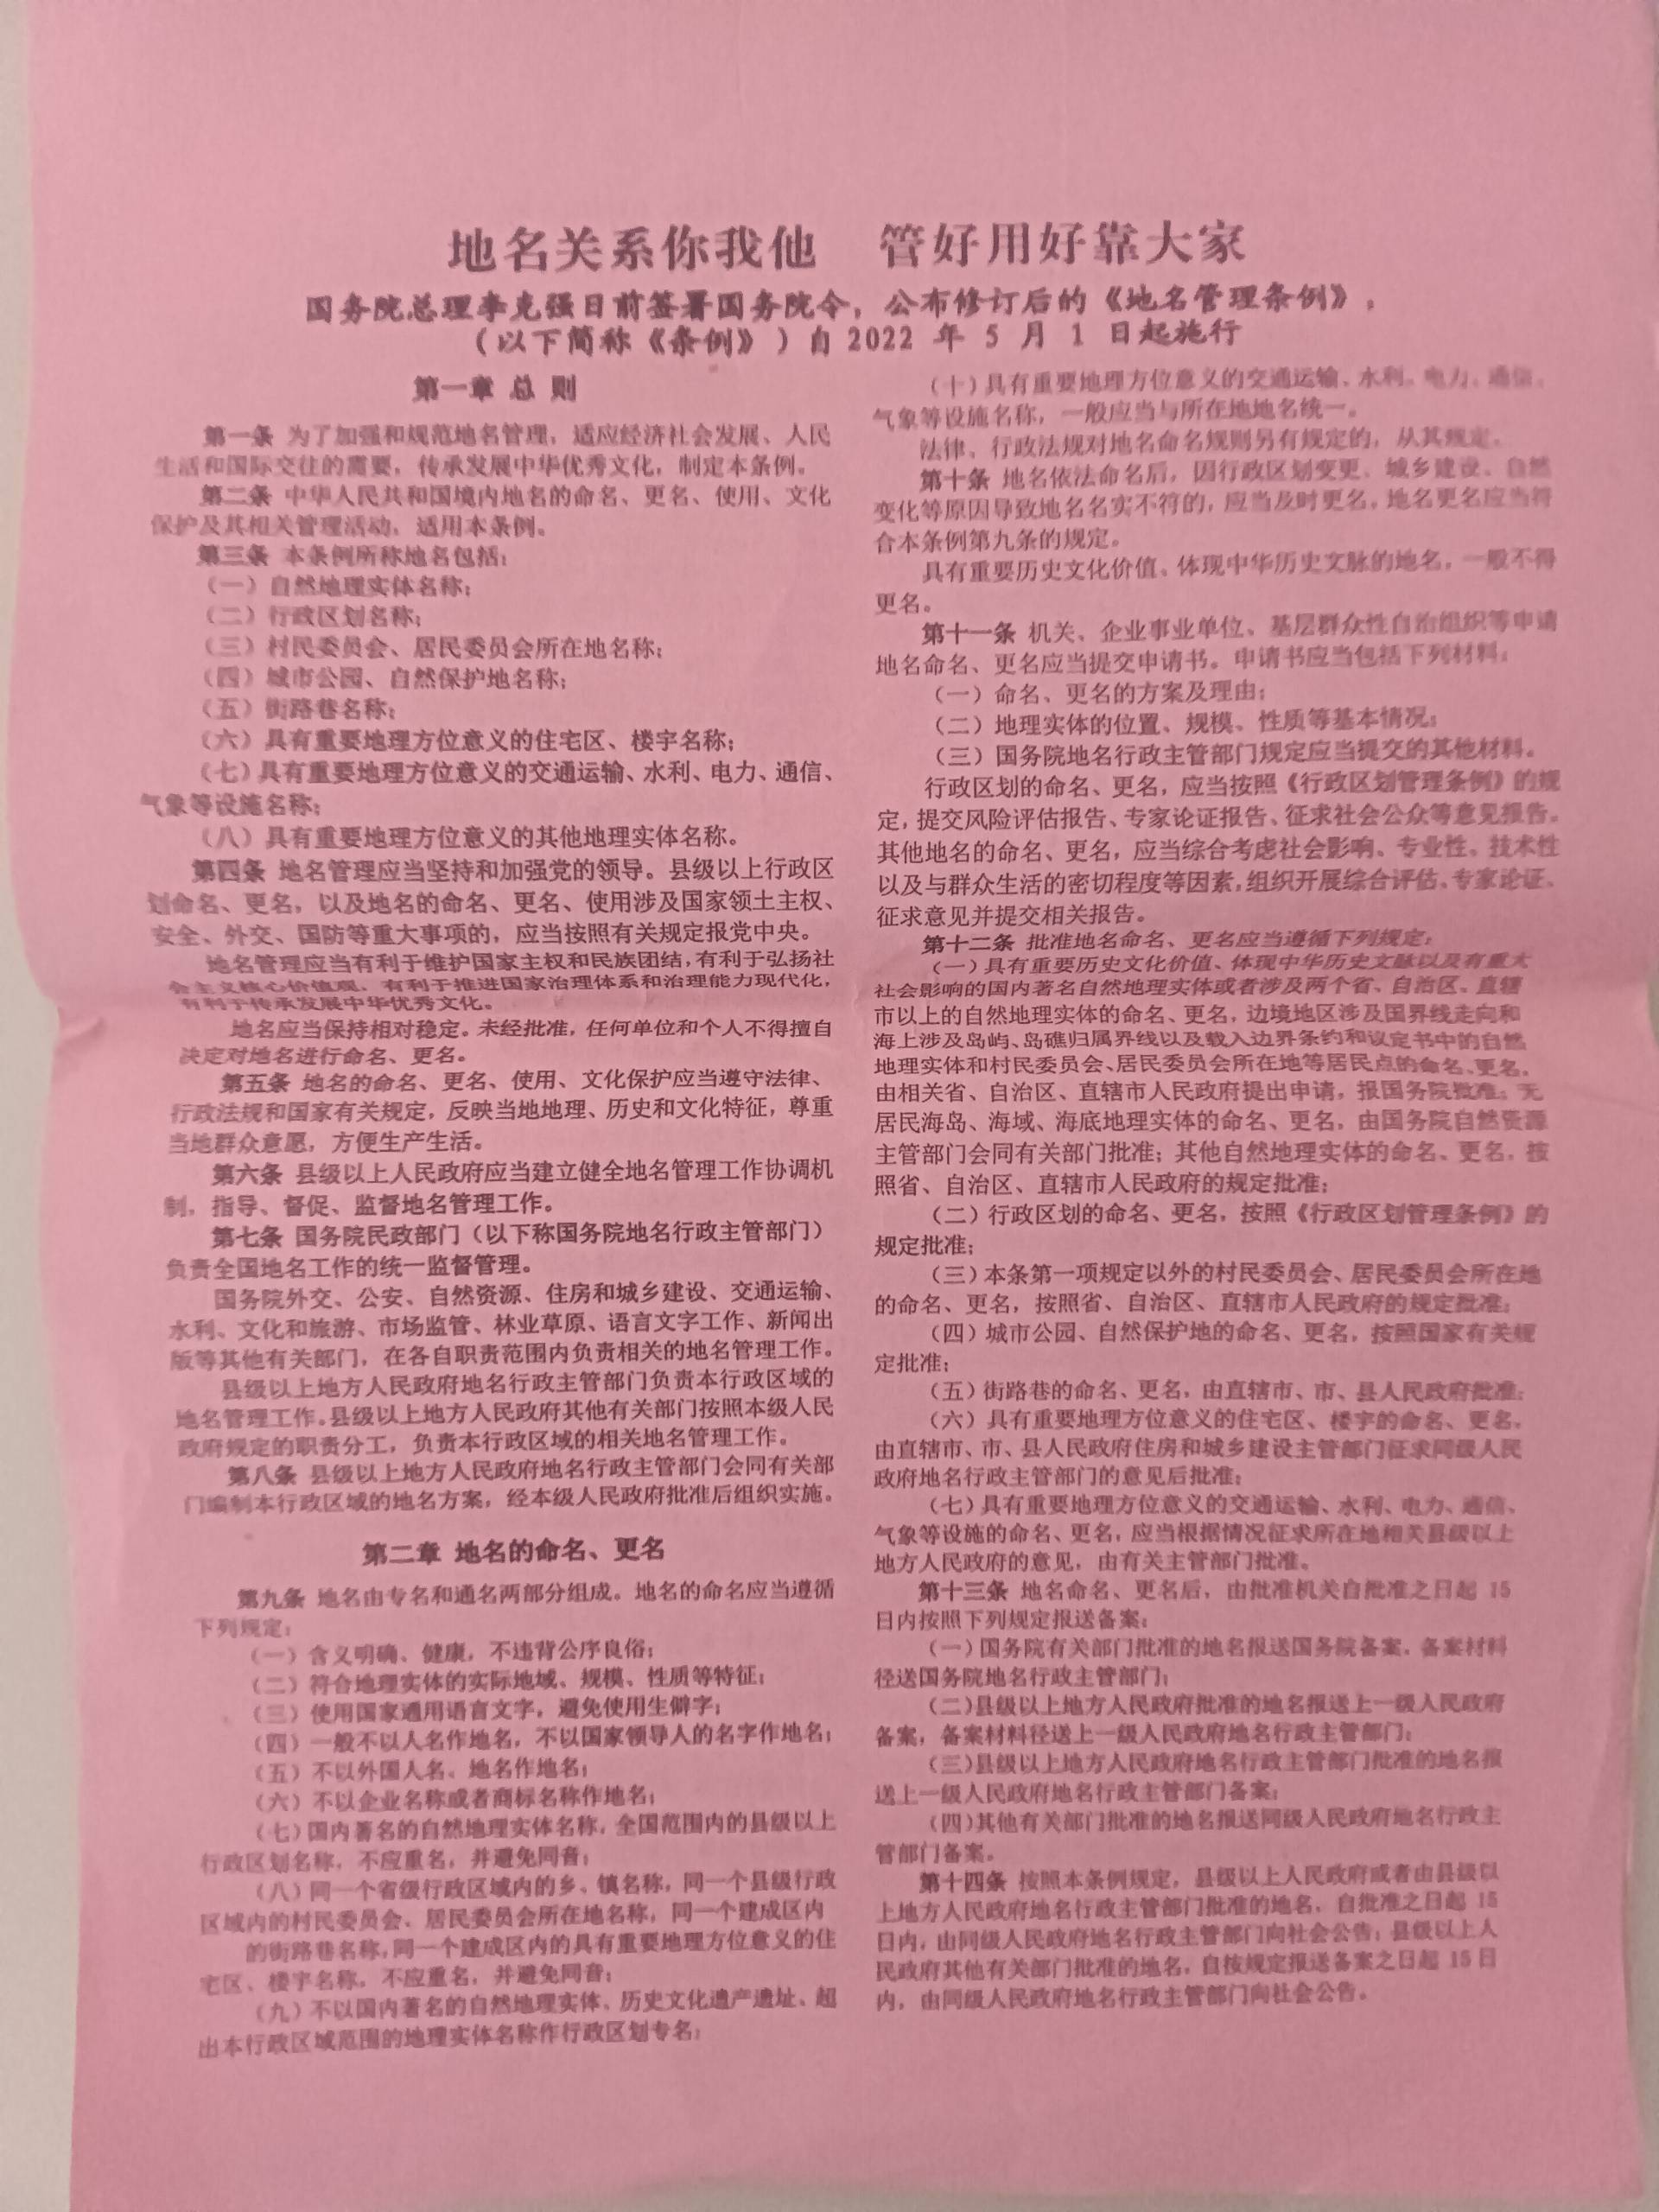 地名关系你我他 管好用好靠大家
国务院总理李克强日前签署国务院令，公布修订后的《地名管理条例》，
（以下简称《条例》）自2022 年 5 月 1 日起施行
第一章 总 则
第一条 为了加强和规范地名管理，适应经济社会发展、人民
生活和国际交往的需要，传承发展中华优秀文化，制定本条例。
第二条 中华人民共和国境内地名的命名、更名、使用、文化
保护及其相关管理活动，适用本条例。
第三条 本条例所称地名包括：
（一）自然地理实体名称；
（二）行政区划名称；
（三）村民委员会、居民委员会所在地名称；
（四）城市公园、自然保护地名称；
（五）街路巷名称；
（六）具有重要地理方位意义的住宅区、楼宇名称；
（七）具有重要地理方位意义的交通运输、水利、电力、通信、
气象等设施名称；
（八）具有重要地理方位意义的其他地理实体名称。
第四条 地名管理应当坚持和加强党的领导。县级以上行政区
划命名、更名，以及地名的命名、更名、使用涉及国家领土主权、
安全、外交、国防等重大事项的，应当按照有关规定报党中央。
地名管理应当有利于维护国家主权和民族团结，有利于弘扬社
会主义核心价值观，有利于推进国家治理体系和治理能力现代化，
有利于传承发展中华优秀文化。
地名应当保持相对稳定。未经批准，任何单位和个人不得擅自
决定对地名进行命名、更名。
第五条 地名的命名、更名、使用、文化保护应当遵守法律、
行政法规和国家有关规定，反映当地地理、历史和文化特征，尊重
当地群众意愿，方便生产生活。
第六条 县级以上人民政府应当建立健全地名管理工作协调机
制，指导、督促、监督地名管理工作。
第七条 国务院民政部门（以下称国务院地名行政主管部门）
负责全国地名工作的统一监督管理。
国务院外交、公安、自然资源、住房和城乡建设、交通运输、
水利、文化和旅游、市场监管、林业草原、语言文字工作、新闻出
版等其他有关部门，在各自职责范围内负责相关的地名管理工作。
县级以上地方人民政府地名行政主管部门负责本行政区域的
地名管理工作。县级以上地方人民政府其他有关部门按照本级人民
政府规定的职责分工，负责本行政区域的相关地名管理工作。
第八条 县级以上地方人民政府地名行政主管部门会同有关部
门编制本行政区域的地名方案，经本级人民政府批准后组织实施。
第二章 地名的命名、更名
第九条 地名由专名和通名两部分组成。地名的命名应当遵循
下列规定：
（一）含义明确、健康，不违背公序良俗；
（二）符合地理实体的实际地域、规模、性质等特征；
（三）使用国家通用语言文字，避免使用生僻字；
（四）一般不以人名作地名，不以国家领导人的名字作地名；
（五）不以外国人名、地名作地名；
（六）不以企业名称或者商标名称作地名；
（七）国内著名的自然地理实体名称，全国范围内的县级以上
行政区划名称，不应重名，并避免同音；
（八）同一个省级行政区域内的乡、镇名称，同一个县级行政
区域内的村民委员会、居民委员会所在地名称，同一个建成区内
的街路巷名称，同一个建成区内的具有重要地理方位意义的住
宅区、楼宇名称，不应重名，并避免同音；
（九）不以国内著名的自然地理实体、历史文化遗产遗址、超
出本行政区域范围的地理实体名称作行政区划专名；
（十）具有重要地理方位意义的交通运输、水利、电力、通信、
气象等设施名称，一般应当与所在地地名统一。
法律、行政法规对地名命名规则另有规定的，从其规定。
第十条 地名依法命名后，因行政区划变更、城乡建设、自然
变化等原因导致地名名实不符的，应当及时更名。地名更名应当符
合本条例第九条的规定。
具有重要历史文化价值、体现中华历史文脉的地名，一般不得
更名。
第十一条 机关、企业事业单位、基层群众性自治组织等申请
地名命名、更名应当提交申请书。申请书应当包括下列材料：
（一）命名、更名的方案及理由；
（二）地理实体的位置、规模、性质等基本情况；
（三）国务院地名行政主管部门规定应当提交的其他材料。
行政区划的命名、更名，应当按照《行政区划管理条例》的规
定，提交风险评估报告、专家论证报告、征求社会公众等意见报告。
其他地名的命名、更名，应当综合考虑社会影响、专业性、技术性
以及与群众生活的密切程度等因素，组织开展综合评估、专家论证、
征求意见并提交相关报告。
第十二条 批准地名命名、更名应当遵循下列规定：
（一）具有重要历史文化价值、体现中华历史文脉以及有重大
社会影响的国内著名自然地理实体或者涉及两个省、自治区、直辖
市以上的自然地理实体的命名、更名，边境地区涉及国界线走向和
海上涉及岛屿、岛礁归属界线以及载入边界条约和议定书中的自然
地理实体和村民委员会、居民委员会所在地等居民点的命名、更名，
由相关省、自治区、直辖市人民政府提出申请，报国务院批准；无
居民海岛、海域、海底地理实体的命名、更名，由国务院自然资源
主管部门会同有关部门批准；其他自然地理实体的命名、更名，按
照省、自治区、直辖市人民政府的规定批准；
（二）行政区划的命名、更名，按照《行政区划管理条例》的
规定批准；
（三）本条第一项规定以外的村民委员会、居民委员会所在地
的命名、更名，按照省、自治区、直辖市人民政府的规定批准；
（四）城市公园、自然保护地的命名、更名，按照国家有关规
定批准；
（五）街路巷的命名、更名，由直辖市、市、县人民政府批准；
（六）具有重要地理方位意义的住宅区、楼宇的命名、更名，
由直辖市、市、县人民政府住房和城乡建设主管部门征求同级人民
政府地名行政主管部门的意见后批准；
（七）具有重要地理方位意义的交通运输、水利、电力、通信、
气象等设施的命名、更名，应当根据情况征求所在地相关县级以上
地方人民政府的意见，由有关主管部门批准。
第十三条 地名命名、更名后，由批准机关自批准之日起 15
日内按照下列规定报送备案：
（一）国务院有关部门批准的地名报送国务院备案，备案材料
径送国务院地名行政主管部门；
（二）县级以上地方人民政府批准的地名报送上一级人民政府
备案，备案材料径送上一级人民政府地名行政主管部门；
（三）县级以上地方人民政府地名行政主管部门批准的地名报
送上一级人民政府地名行政主管部门备案；
（四）其他有关部门批准的地名报送同级人民政府地名行政主
管部门备案。
第十四条 按照本条例规定，县级以上人民政府或者由县级以
上地方人民政府地名行政主管部门批准的地名，自批准之日起 15
日内，由同级人民政府地名行政主管部门向社会公告；县级以上人
民政府其他有关部门批准的地名，自按规定报送备案之日起 15 日
内，由同级人民政府地名行政主管部门向社会公告。